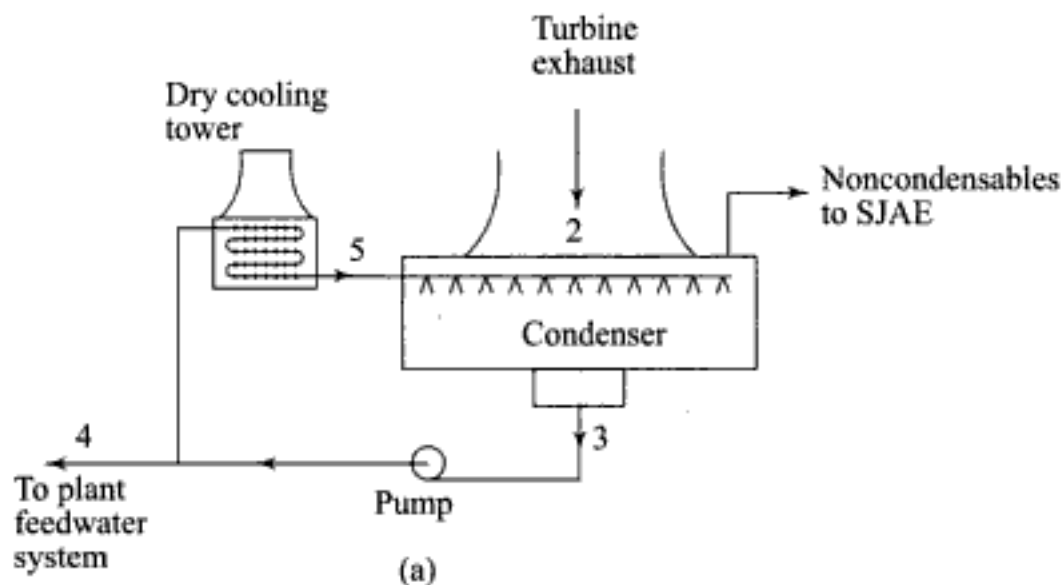 Turbine
exhaust
Dry cooling
tower
Noncondensables
to SJAE
2
5
Condenser
3
4
Pump
To plant
feedwater
system
(a)